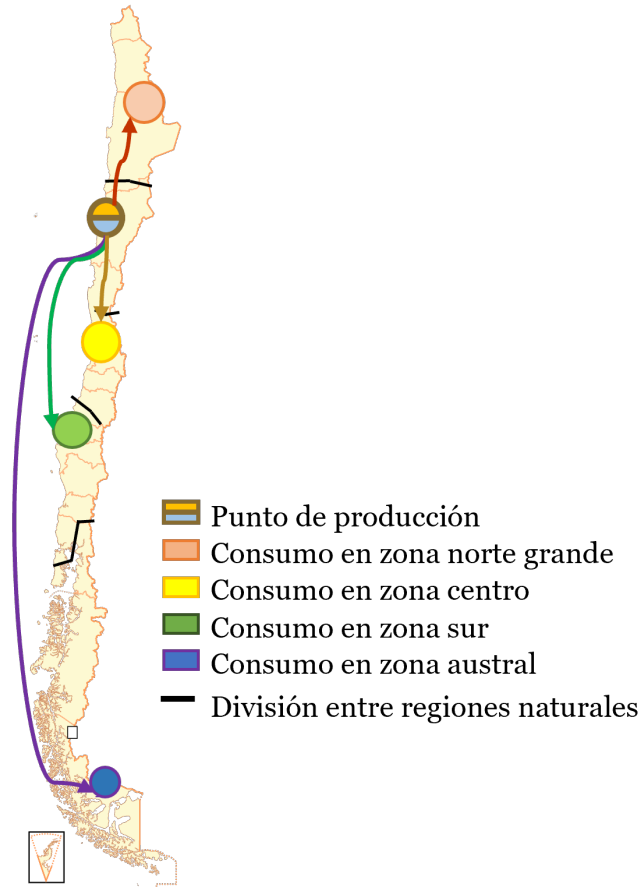 Punto de producción
Consumo en zona norte grande
Consumo en zona centro
Consumo en zona sur
Consumo en zona austral
División entre regiones naturales